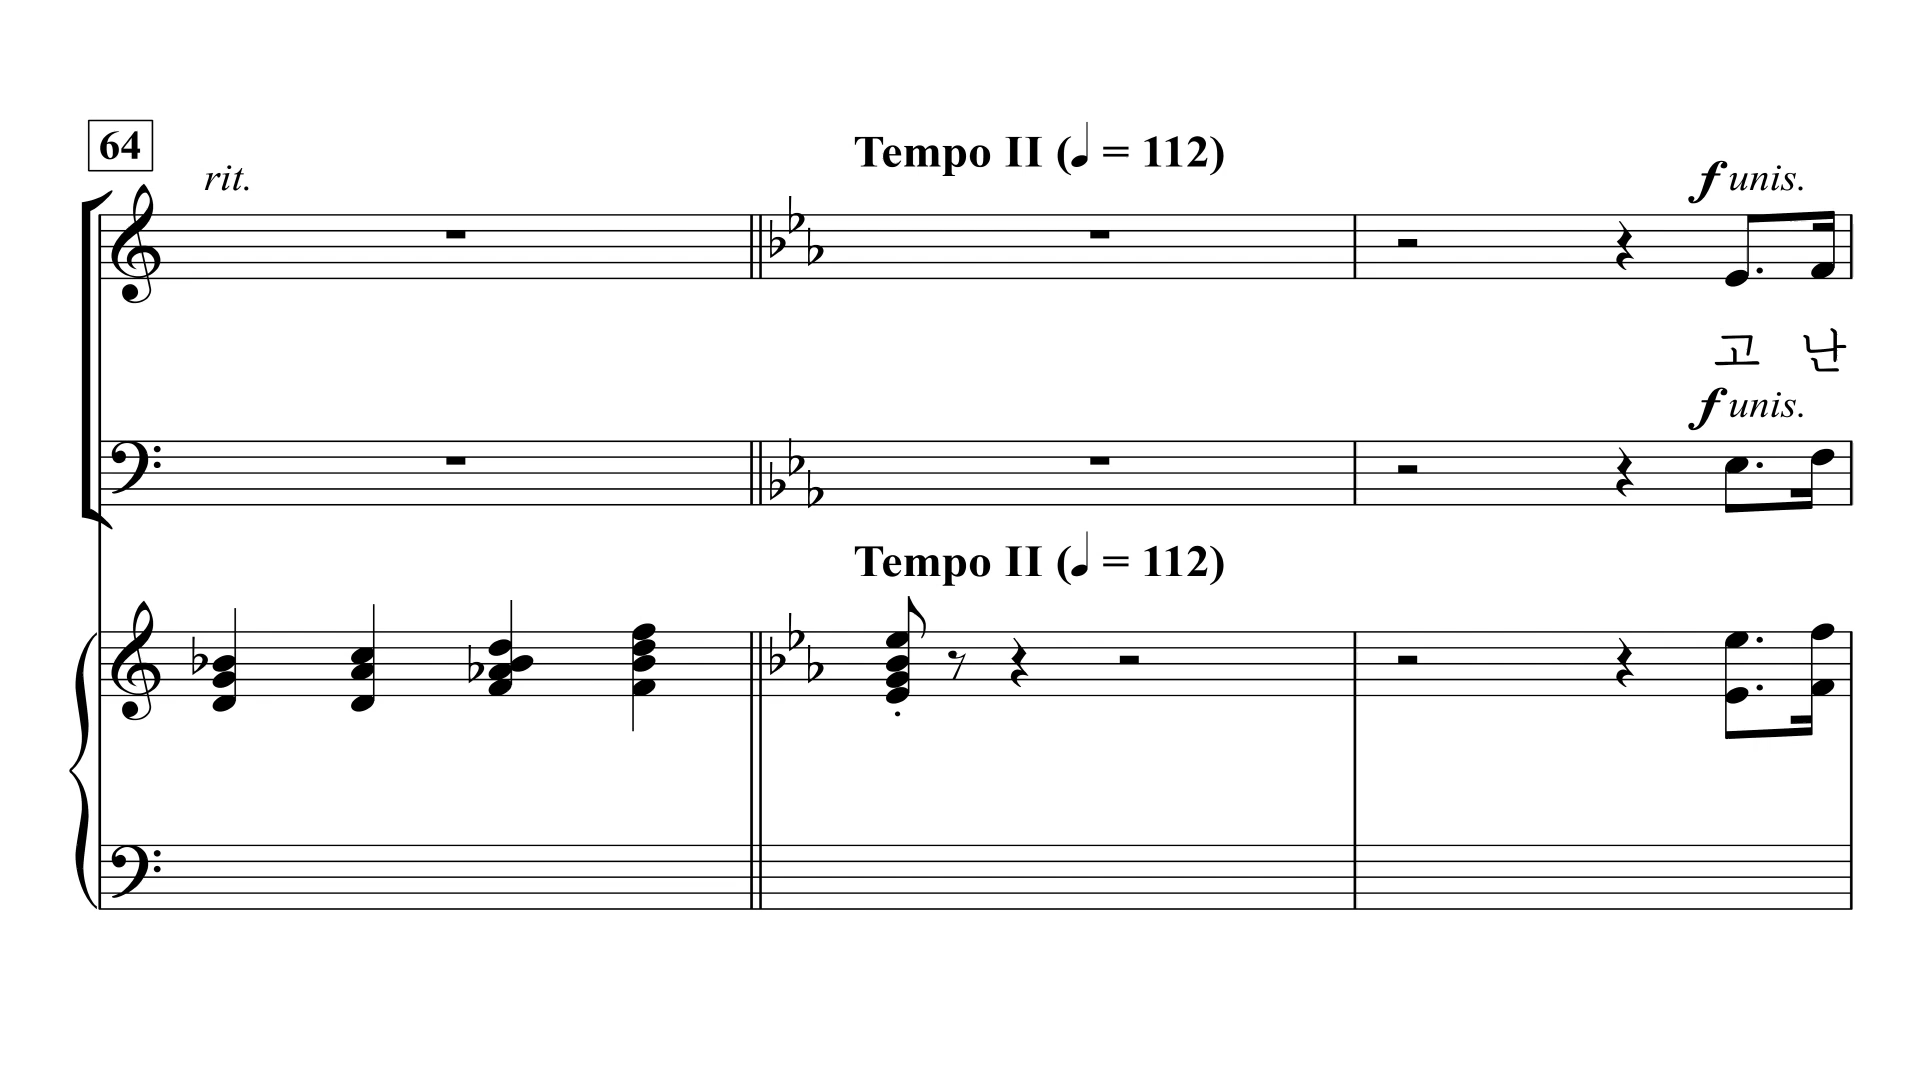 64
rit.
Tempo II (♩ = 112)
f unis.
고 난
f unis.
Tempo II (♩ = 112)